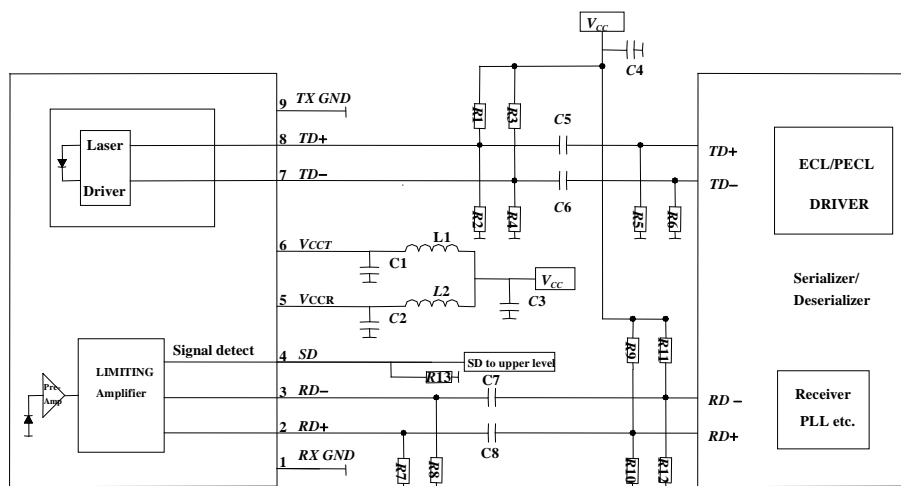 V_CC
C4
9 TX GND
R1
R3
C5
8 TD+
TD+
Laser
Driver
ECL/PECL
DRIVER
7 TD−
TD−
C6
R2
R4
R5
R6
6 VCCT
L1
C1
V_CC
C3
Serializer/
Deserializer
5 VCCR
L2
C2
R9
R11
Signal detect
4 SD
SD to upper level
R13
C7
LIMITING
Amplifier
Pre-
Amp
3 RD−
RD −
Receiver
PLL etc.
2 RD+
RD+
C8
R7
R8
R10
R12
1 RX GND